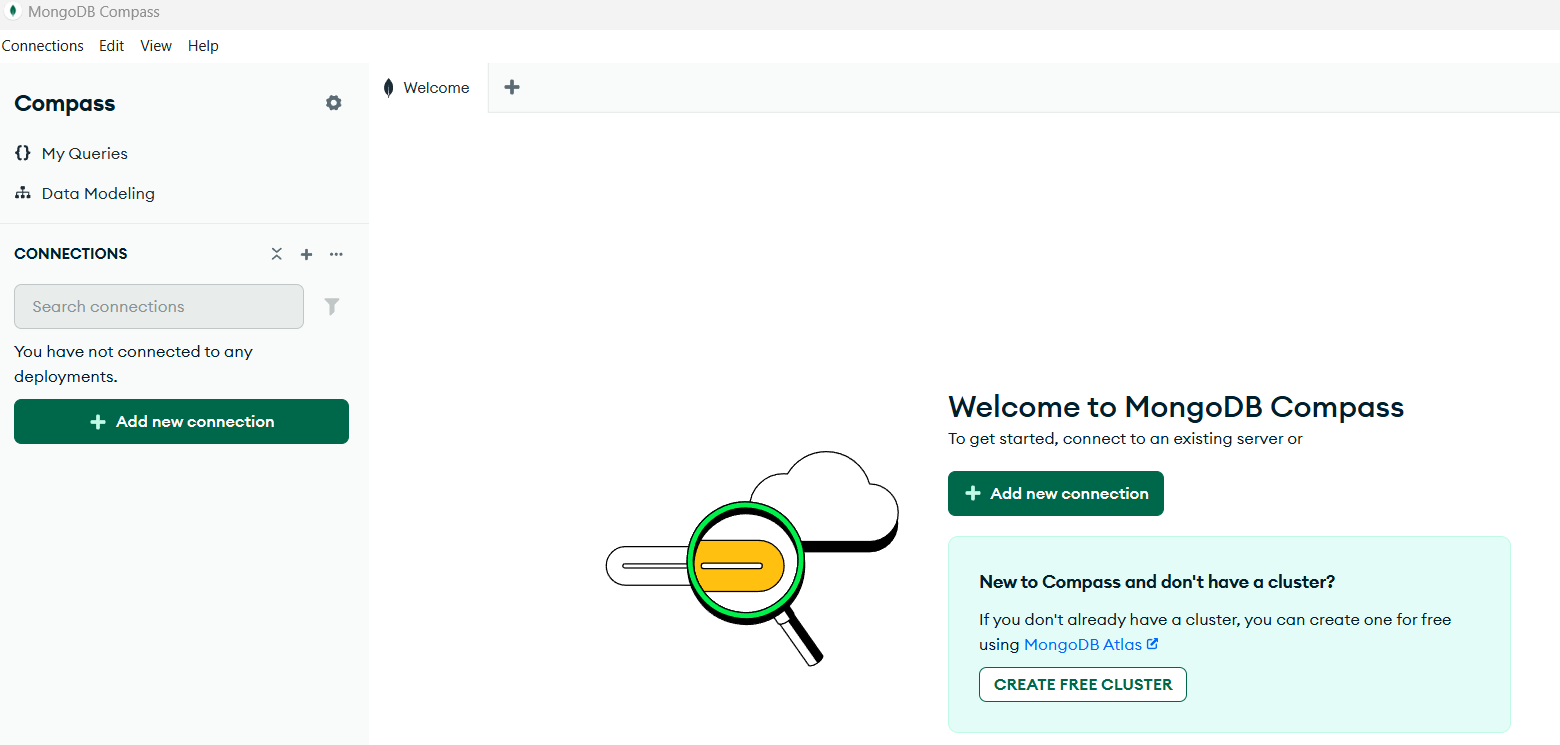 MongoDB Compass
Connections Edit View Help
Compass
My Queries
Data Modeling
CONNECTIONS
Search connections
You have not connected to any
deployments.
Add new connection
Welcome
Welcome to MongoDB Compass
To get started, connect to an existing server or
Add new connection
New to Compass and don't have a cluster?
If you don't already have a cluster, you can create one for free
using MongoDB Atlas
CREATE FREE CLUSTER